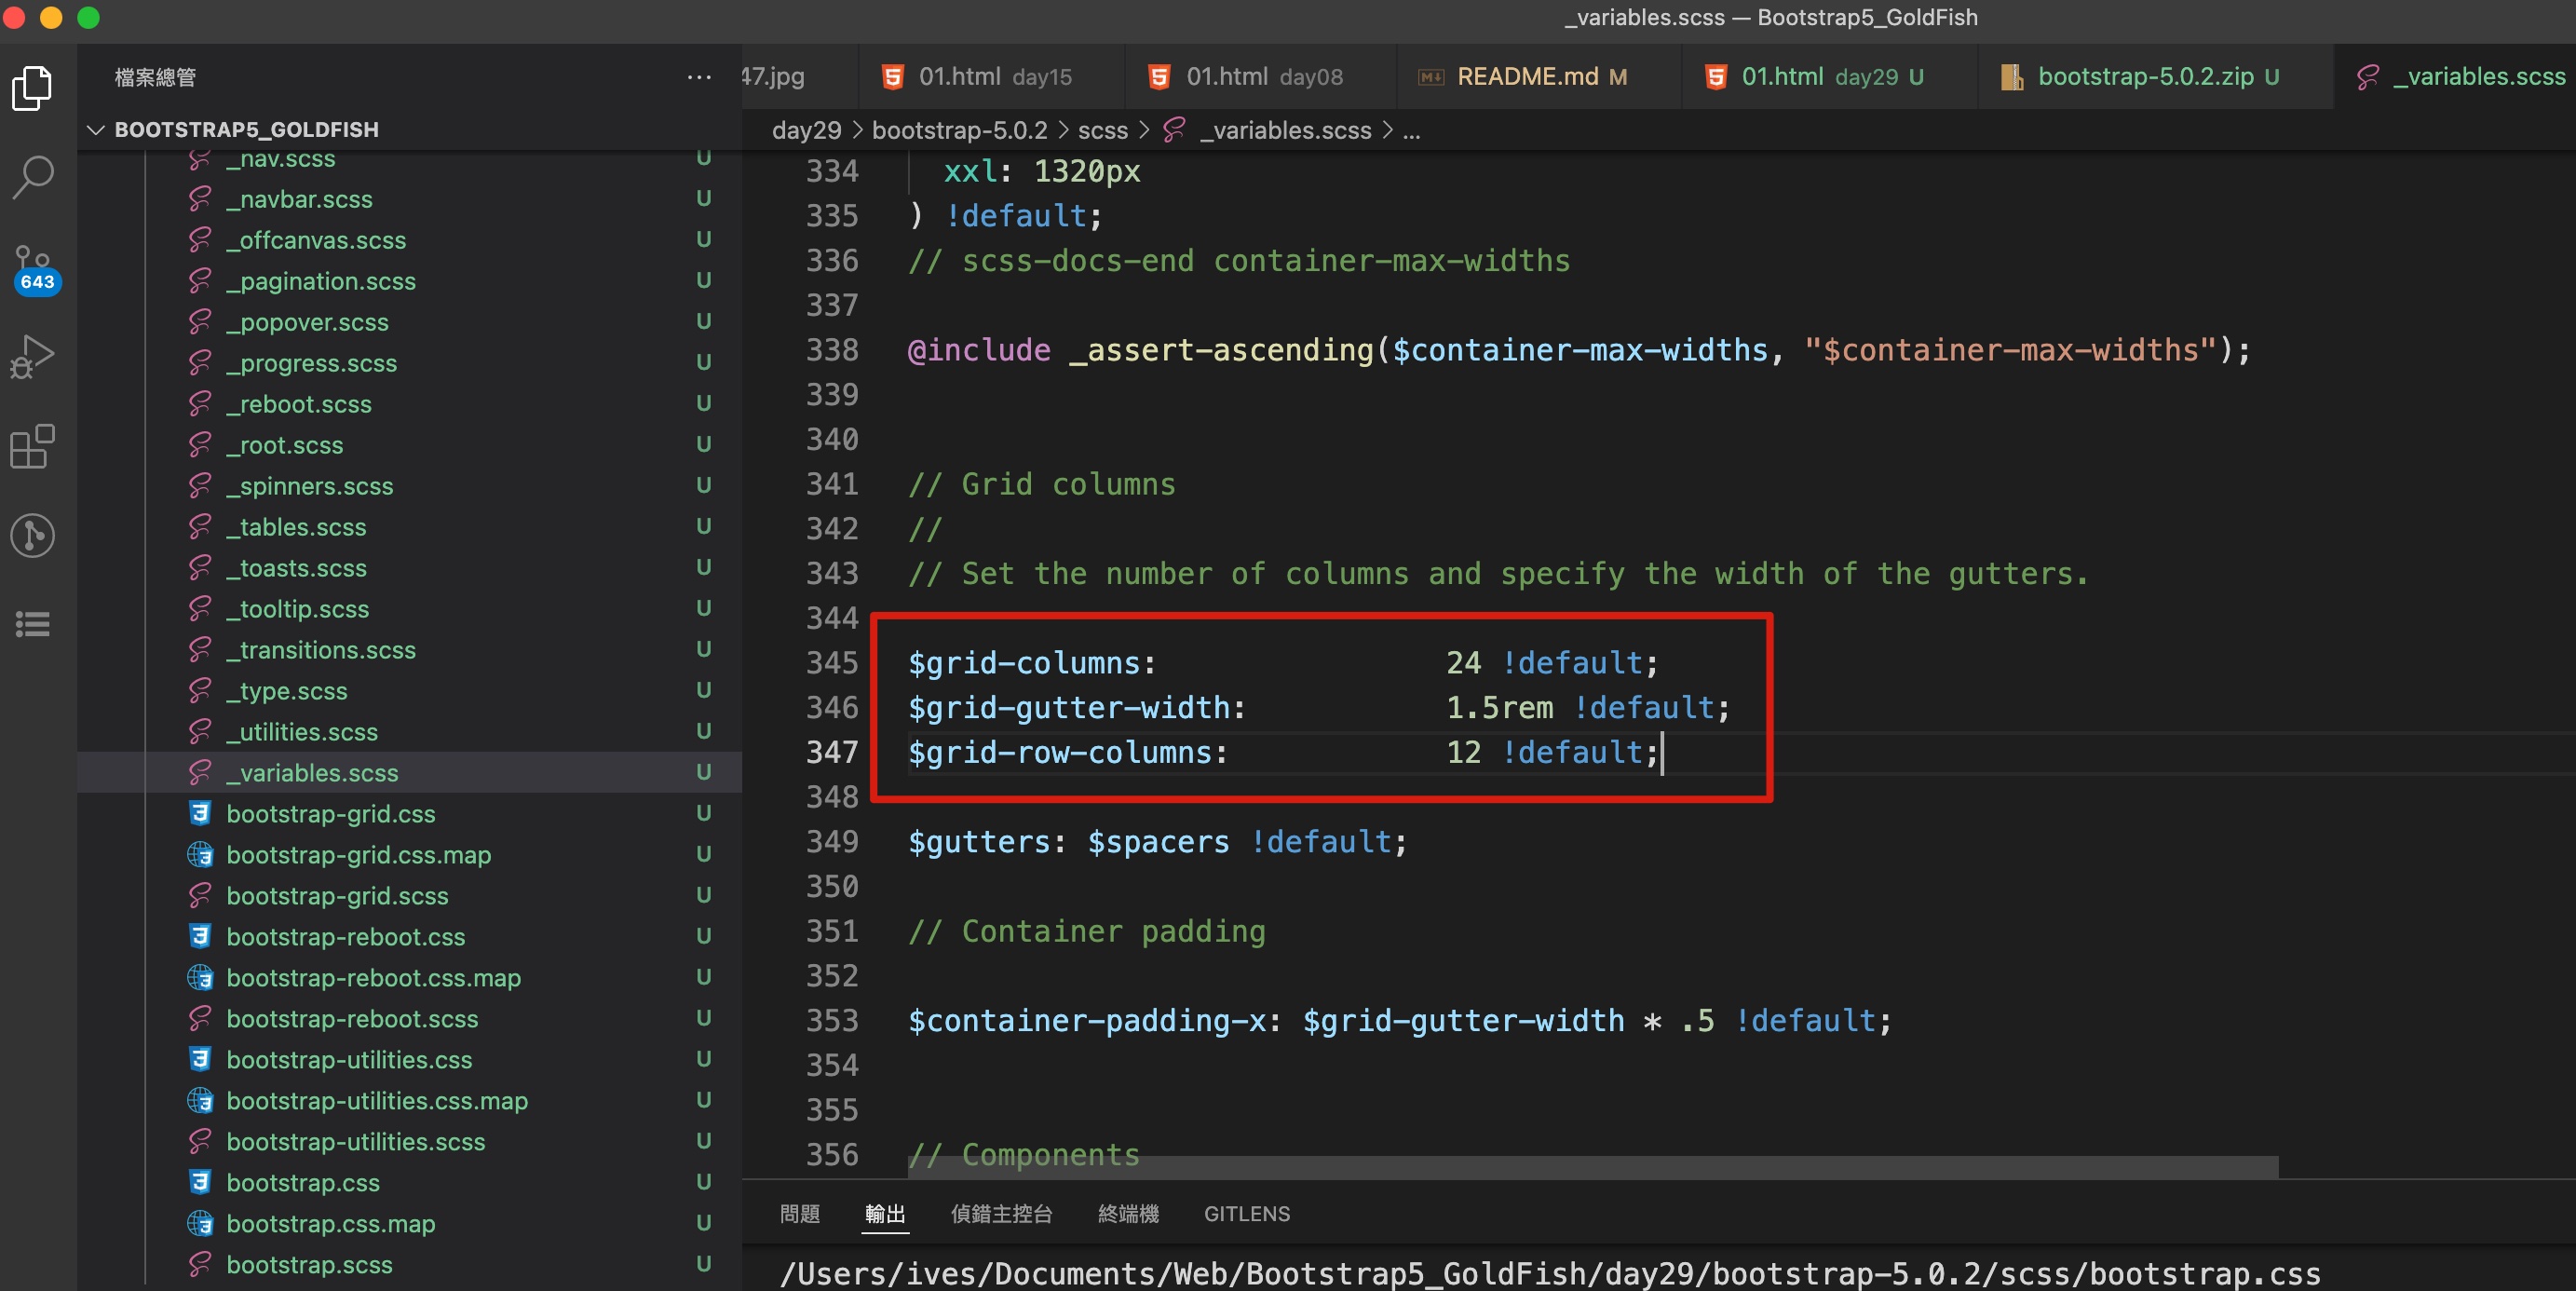 _variables.scss — Bootstrap5_GoldFish
檔案總管 ...
47.jpg
01.html day15
01.html day08
README.md M
01.html day29 U
bootstrap-5.0.2.zip U
_variables.scss
BOOTSTRAP5_GOLDFISH
day29 > bootstrap-5.0.2 > scss > _variables.scss > ...
643
_nav.scss U
_navbar.scss U
_offcanvas.scss U
_pagination.scss U
_popover.scss U
_progress.scss U
_reboot.scss U
_root.scss U
_spinners.scss U
_tables.scss U
_toasts.scss U
_tooltip.scss U
_transitions.scss U
_type.scss U
_utilities.scss U
_variables.scss U
bootstrap-grid.css U
bootstrap-grid.css.map U
bootstrap-grid.scss U
bootstrap-reboot.css U
bootstrap-reboot.css.map U
bootstrap-reboot.scss U
bootstrap-utilities.css U
bootstrap-utilities.css.map U
bootstrap-utilities.scss U
bootstrap.css U
bootstrap.css.map U
bootstrap.scss U
334 xxl: 1320px
335 ) !default;
336 // scss-docs-end container-max-widths
337
338 @include _assert-ascending($container-max-widths, "$container-max-widths");
339
340
341 // Grid columns
342 //
343 // Set the number of columns and specify the width of the gutters.
344
345 $grid-columns: 24 !default;
346 $grid-gutter-width: 1.5rem !default;
347 $grid-row-columns: 12 !default;
348
349 $gutters: $spacers !default;
350
351 // Container padding
352
353 $container-padding-x: $grid-gutter-width * .5 !default;
354
355
356 // Components
問題 輸出 偵錯主控台 終端機 GITLENS
/Users/ives/Documents/Web/Bootstrap5_GoldFish/day29/bootstrap-5.0.2/scss/bootstrap.css